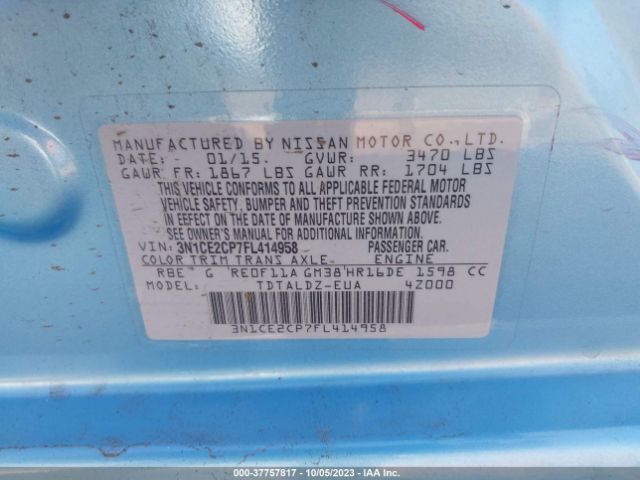 MANUFACTURED BY NISSAN MOTOR CO., LTD.
DATE: - 01/15. GVWR: 3470 LBS
GAWR FR: 1867 LBS GAWR RR: 1704 LBS
THIS VEHICLE CONFORMS TO ALL APPLICABLE FEDERAL MOTOR
VEHICLE SAFETY, BUMPER AND THEFT PREVENTION STANDARDS
IN EFFECT ON THE DATE OF MANUFACTURE SHOWN ABOVE.
SEE OWNER'S MANUAL FOR ADDITIONAL INFORMATION.
VIN: 3N1CE2CP7FL414958 PASSENGER CAR.
COLOR TRIM TRANS AXLE ENGINE
RBE G RE0F11A GM38 HR16DE 1598 CC
MODEL: TDTALDZ-EUA 4Z000
3N1CE2CP7FL414958
000-37757817 - 10/05/2023 - IAA Inc.